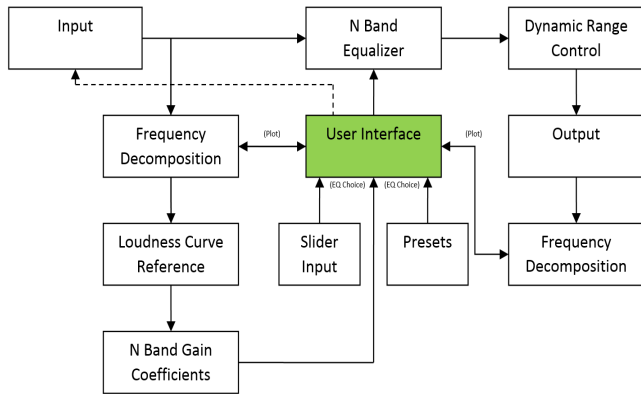 Input
N Band
Equalizer
Dynamic Range
Control
Frequency
Decomposition
(Plot)
User Interface
(Plot)
Output
(EQ Choice)
(EQ Choice)
Loudness Curve
Reference
Slider
Input
Presets
Frequency
Decomposition
N Band Gain
Coefficients